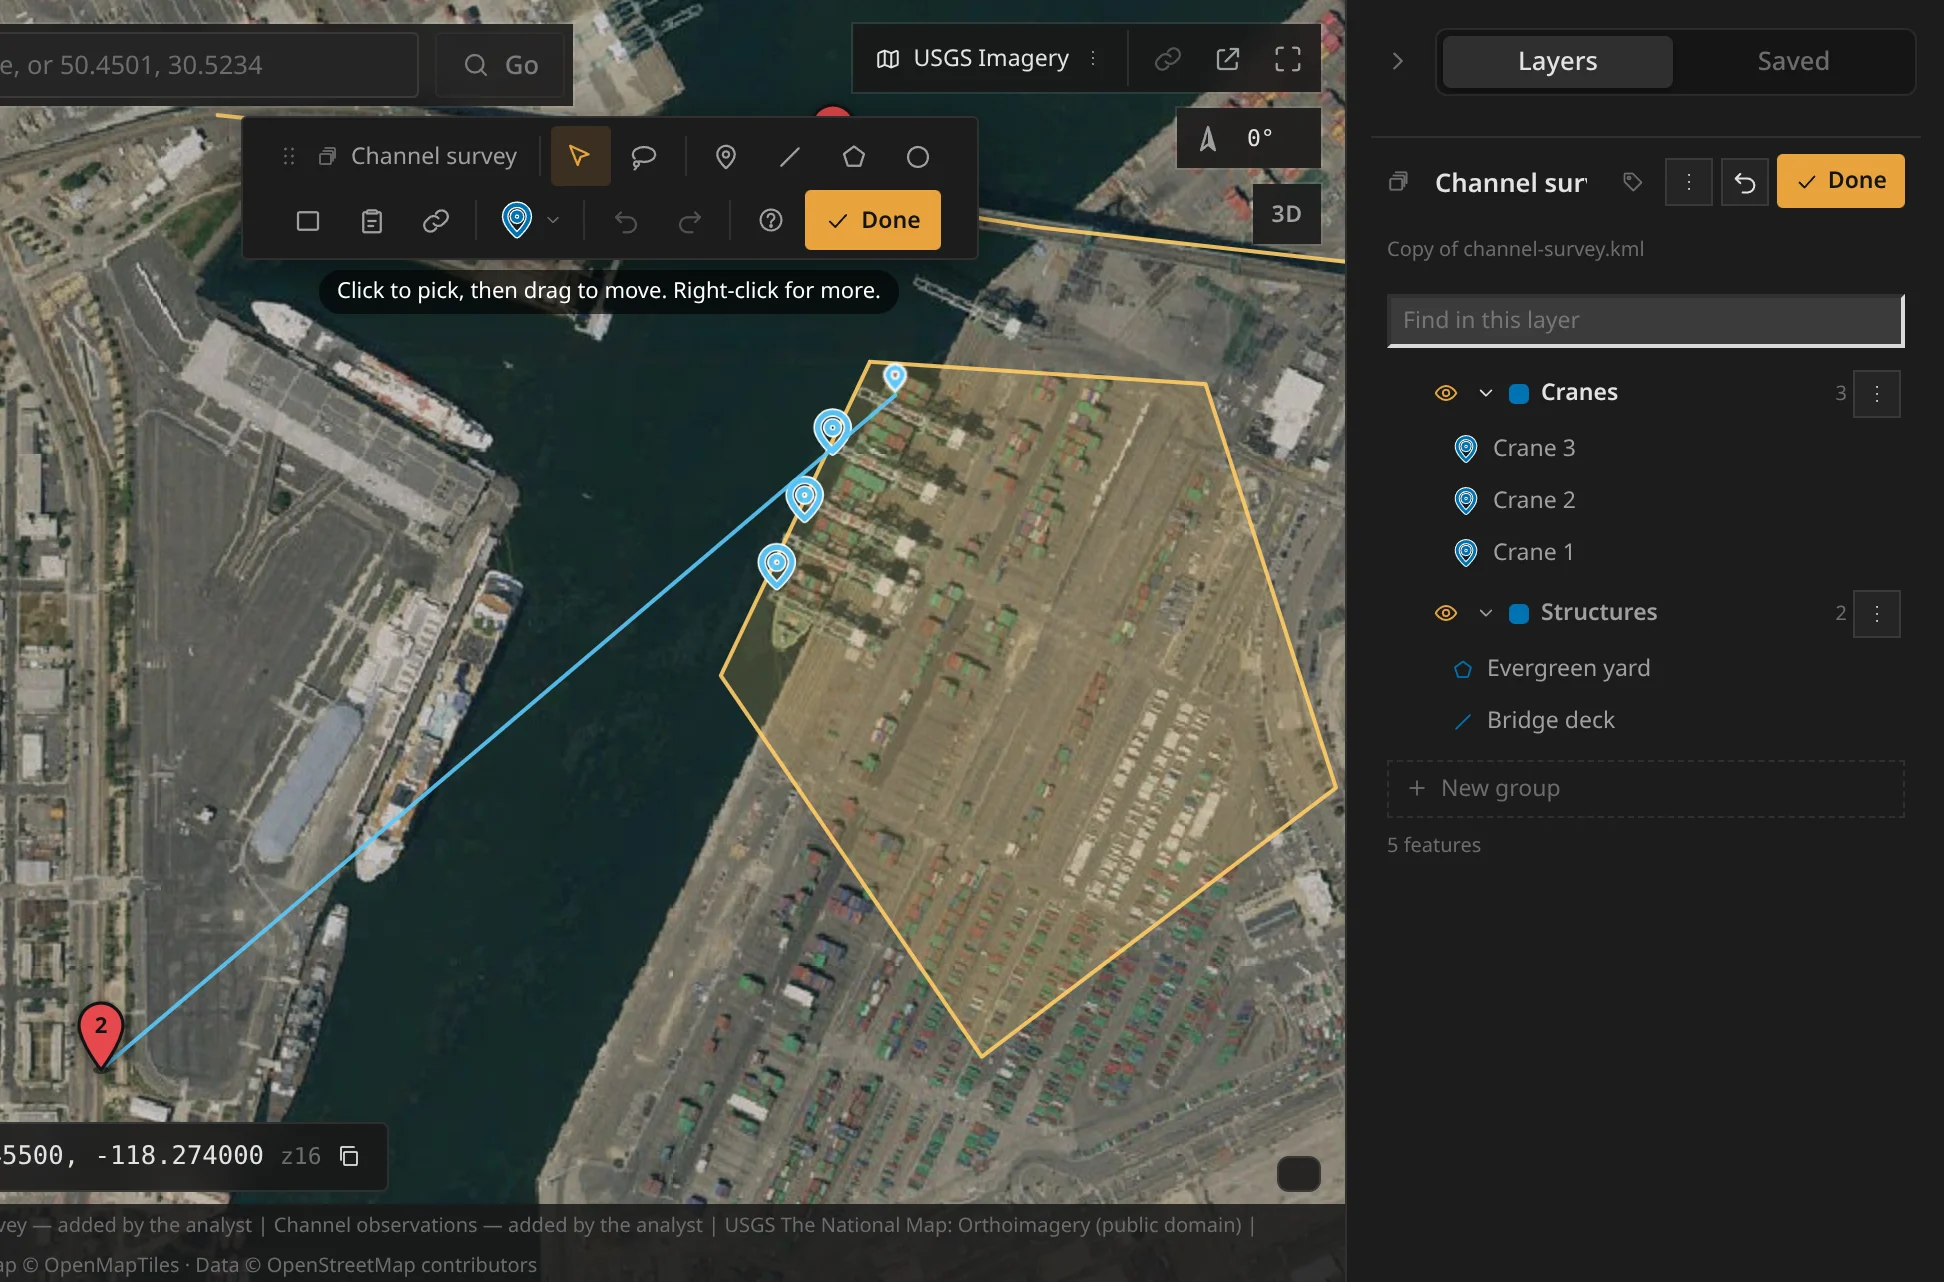 e, or 50.4501, 30.5234
Go
USGS Imagery
Layers
Saved
Channel survey
0°
Done
3D
Click to pick, then drag to move. Right-click for more.
Channel sur
Done
Copy of channel-survey.kml
Find in this layer
Cranes 3
Crane 3
Crane 2
Crane 1
Structures 2
Evergreen yard
Bridge deck
New group
5 features
2
5500, -118.274000 z16
vey — added by the analyst | Channel observations — added by the analyst | USGS The National Map: Orthoimagery (public domain) |
ap © OpenMapTiles · Data © OpenStreetMap contributors